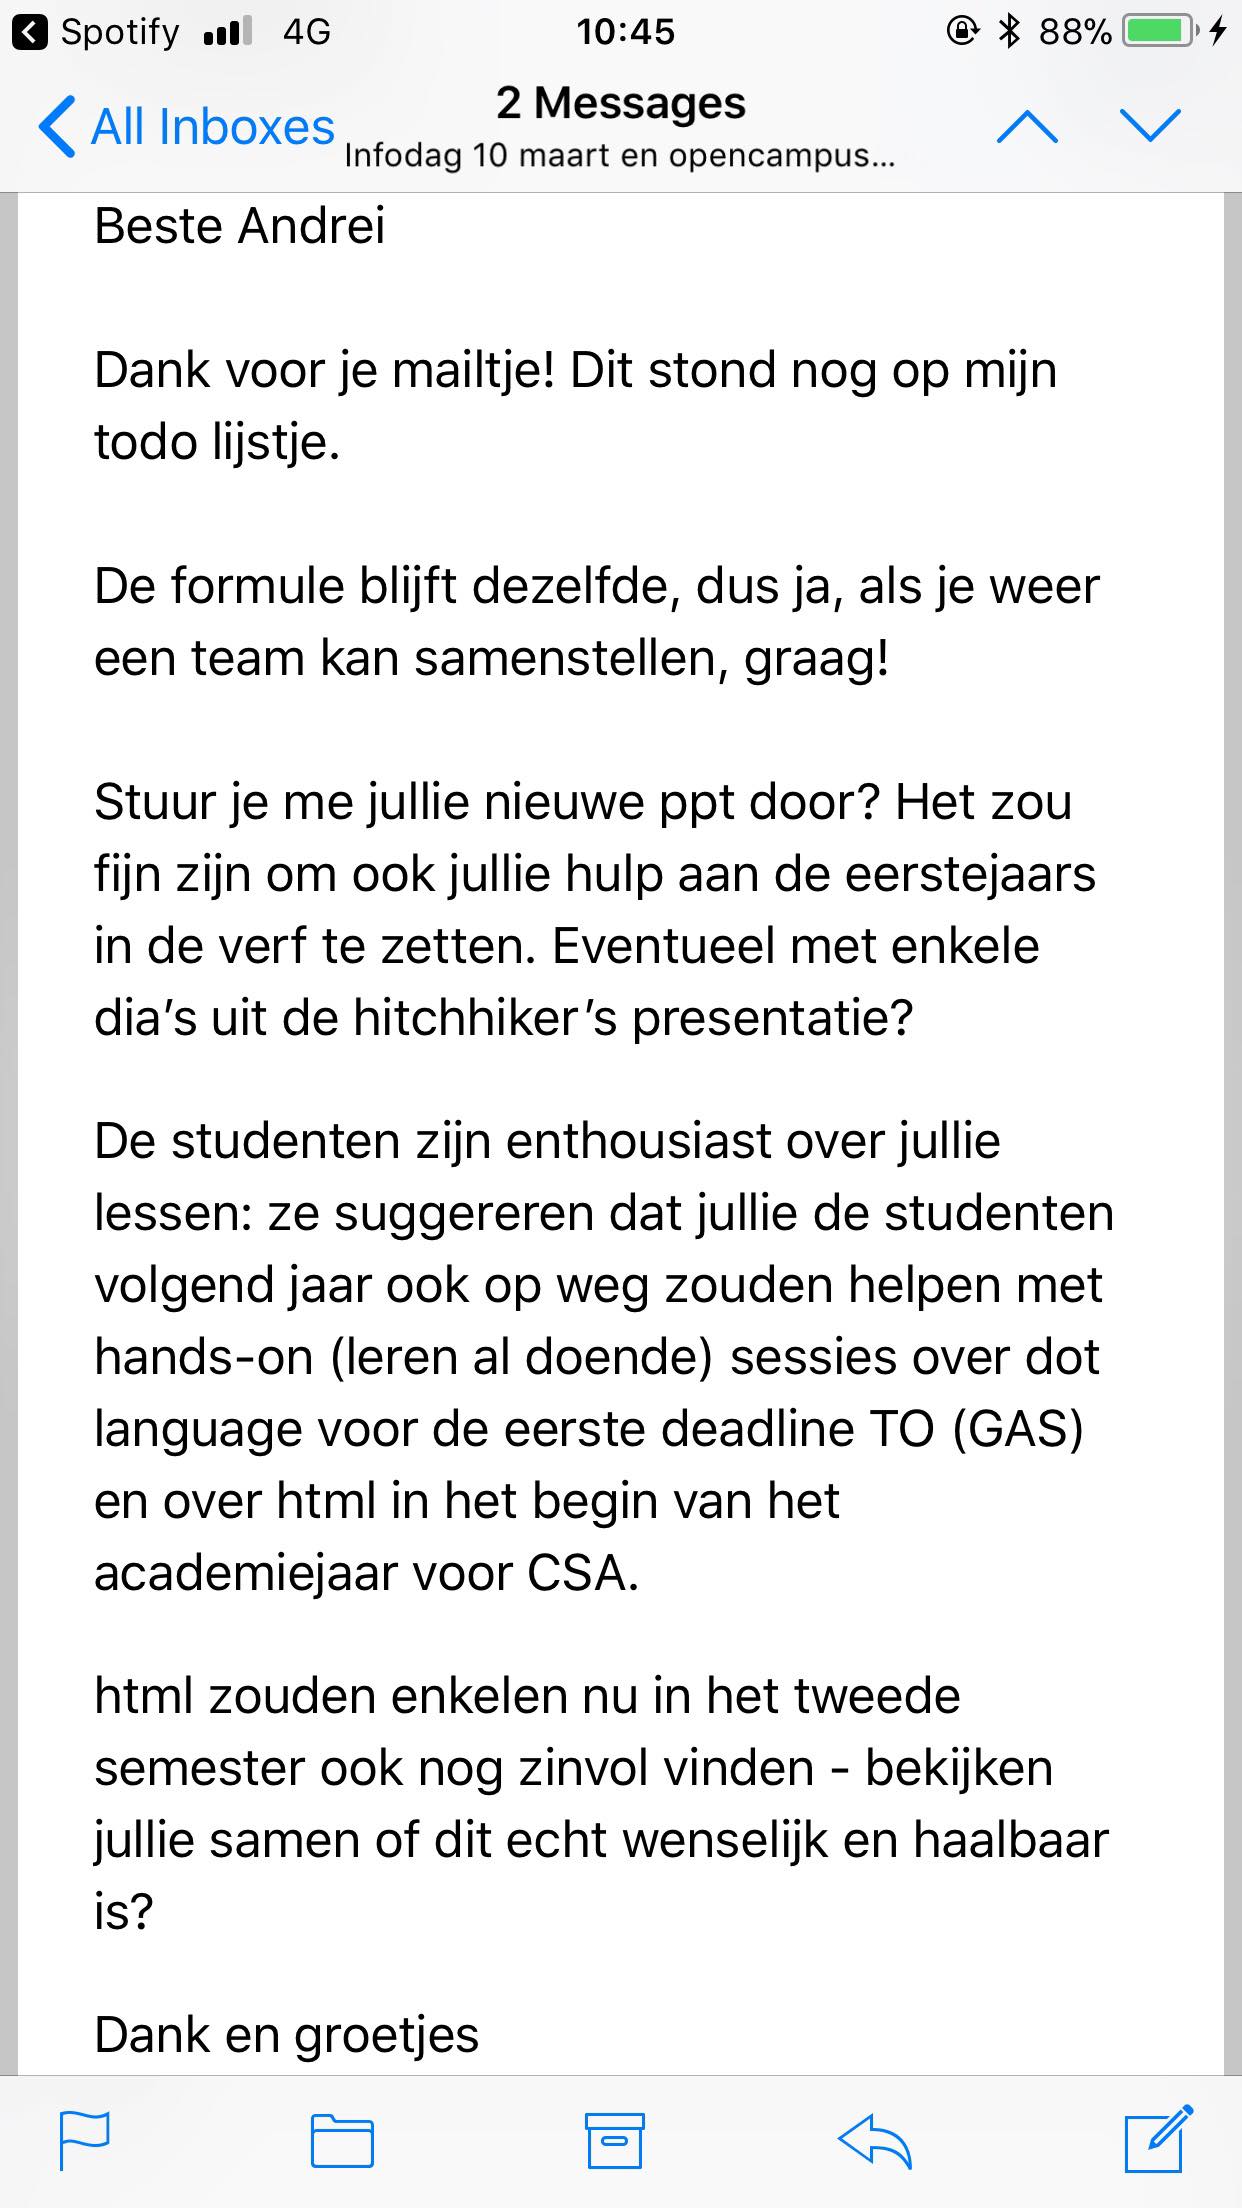 Spotify 4G 10:45 88%
All Inboxes
2 Messages
Infodag 10 maart en opencampus...
Beste Andrei
Dank voor je mailtje! Dit stond nog op mijn
todo lijstje.
De formule blijft dezelfde, dus ja, als je weer
een team kan samenstellen, graag!
Stuur je me jullie nieuwe ppt door? Het zou
fijn zijn om ook jullie hulp aan de eerstejaars
in de verf te zetten. Eventueel met enkele
dia's uit de hitchhiker's presentatie?
De studenten zijn enthousiast over jullie
lessen: ze suggereren dat jullie de studenten
volgend jaar ook op weg zouden helpen met
hands-on (leren al doende) sessies over dot
language voor de eerste deadline TO (GAS)
en over html in het begin van het
academiejaar voor CSA.
html zouden enkelen nu in het tweede
semester ook nog zinvol vinden - bekijken
jullie samen of dit echt wenselijk en haalbaar
is?
Dank en groetjes